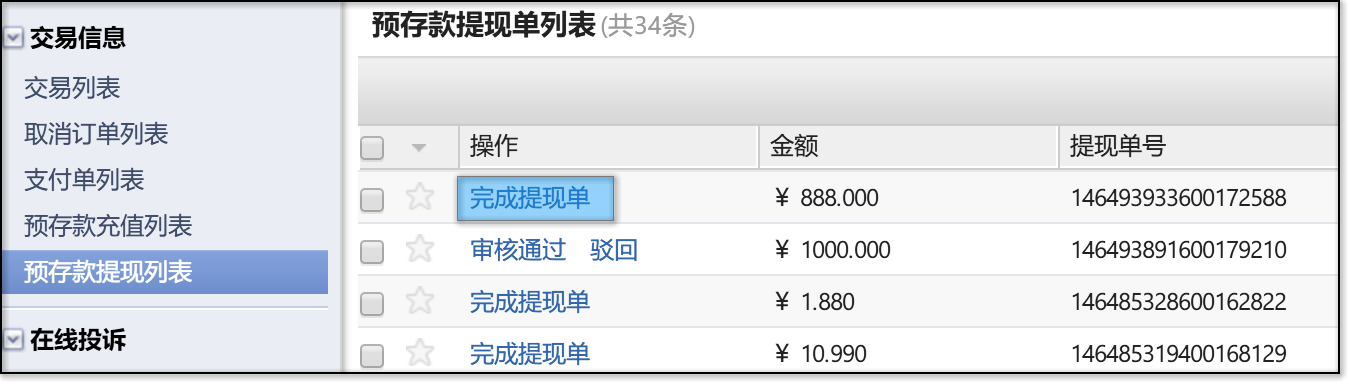 交易信息
交易列表
取消订单列表
支付单列表
预存款充值列表
预存款提现列表
在线投诉
预存款提现单列表(共34条)
操作 金额 提现单号
完成提现单 ¥ 888.000 146493933600172588
审核通过 驳回 ¥ 1000.000 146493891600179210
完成提现单 ¥ 1.880 146485328600162822
完成提现单 ¥ 10.990 146485319400168129